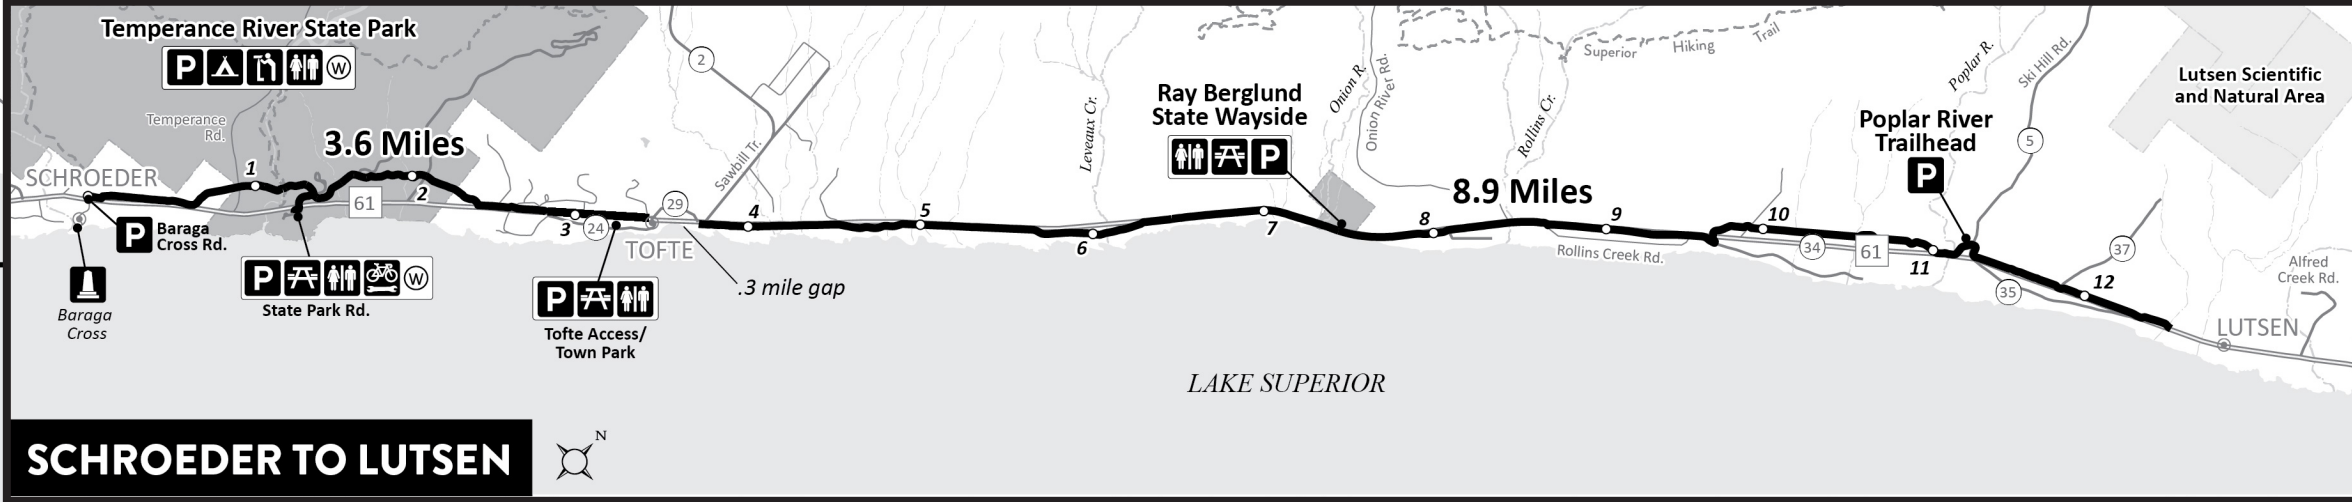 Temperance River State Park
P
W
Temperance
Rd.
3.6 Miles
SCHROEDER
1
2
61
P
Baraga
Cross Rd.
Baraga
Cross
P
W
State Park Rd.
2
Sawbill Tr.
29
3
24
TOFTE
P
Tofte Access/
Town Park
.3 mile gap
4
5
6
Leveaux Cr.
Ray Berglund
State Wayside
P
Onion R.
Onion River Rd.
7
8
Superior Hiking Trail
Rollins Cr.
8.9 Miles
9
Rollins Creek Rd.
10
34
61
11
Poplar River
Trailhead
P
Poplar R.
Ski Hill Rd.
5
35
12
37
Lutsen Scientific
and Natural Area
Alfred
Creek Rd.
LUTSEN
LAKE SUPERIOR
SCHROEDER TO LUTSEN
N